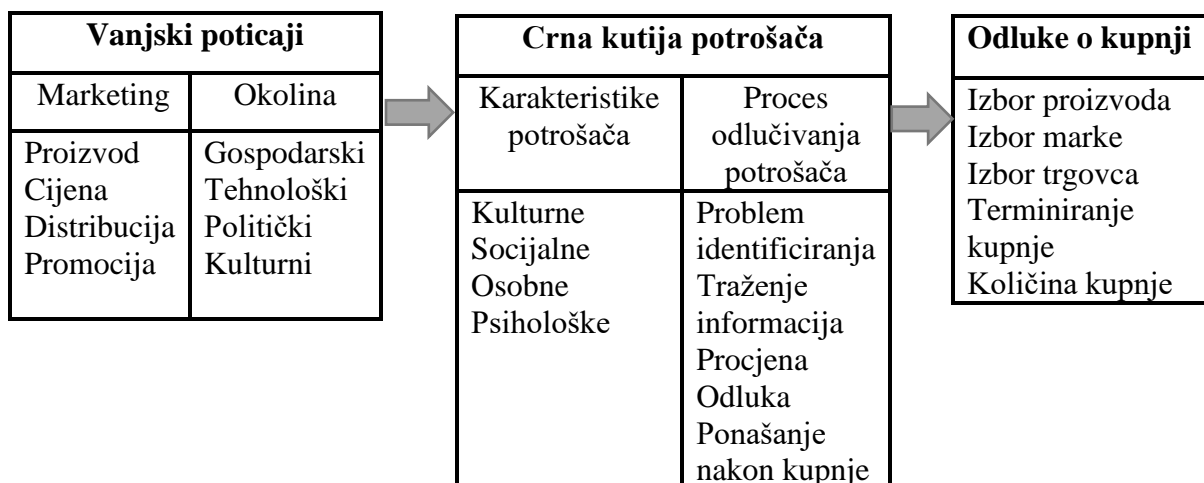 Vanjski poticaji
Marketing
Okolina
Proizvod
Cijena
Distribucija
Promocija
Gospodarski
Tehnološki
Politički
Kulturni
Crna kutija potrošača
Karakteristike
potrošača
Proces
odlučivanja
potrošača
Kulturne
Socijalne
Osobne
Psihološke
Problem
identificiranja
Traženje
informacija
Procjena
Odluka
Ponašanje
nakon kupnje
Odluke o kupnji
Izbor proizvoda
Izbor marke
Izbor trgovca
Terminiranje
kupnje
Količina kupnje